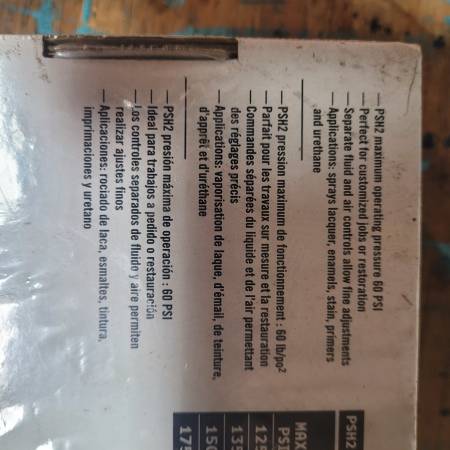 — PSH2 maximum operating pressure 60 PSI
— Perfect for customized jobs or restoration
— Separate fluid and air controls allow fine adjustments
— Applications: sprays lacquer, enamels, stain, primers
and urethane
— PSH2 pression maximum de fonctionnement : 60 lb/po²
— Parfait pour les travaux sur mesure et la restauration
— Commandes séparées du liquide et de l'air permettant
des réglages précis
— Applications: vaporisation de laque, d'émail, de teinture,
d'apprêt et d'uréthane
— PSH2 presión máxima de operación : 60 PSI
— Ideal para trabajos a pedido o restauración
— Los controles separados de fluido y aire permiten
realizar ajustes finos
— Aplicaciones: rociado de laca, esmaltes, tintura,
imprimaciones y uretano
PSH2
MAX
PSI
125
135
150
175